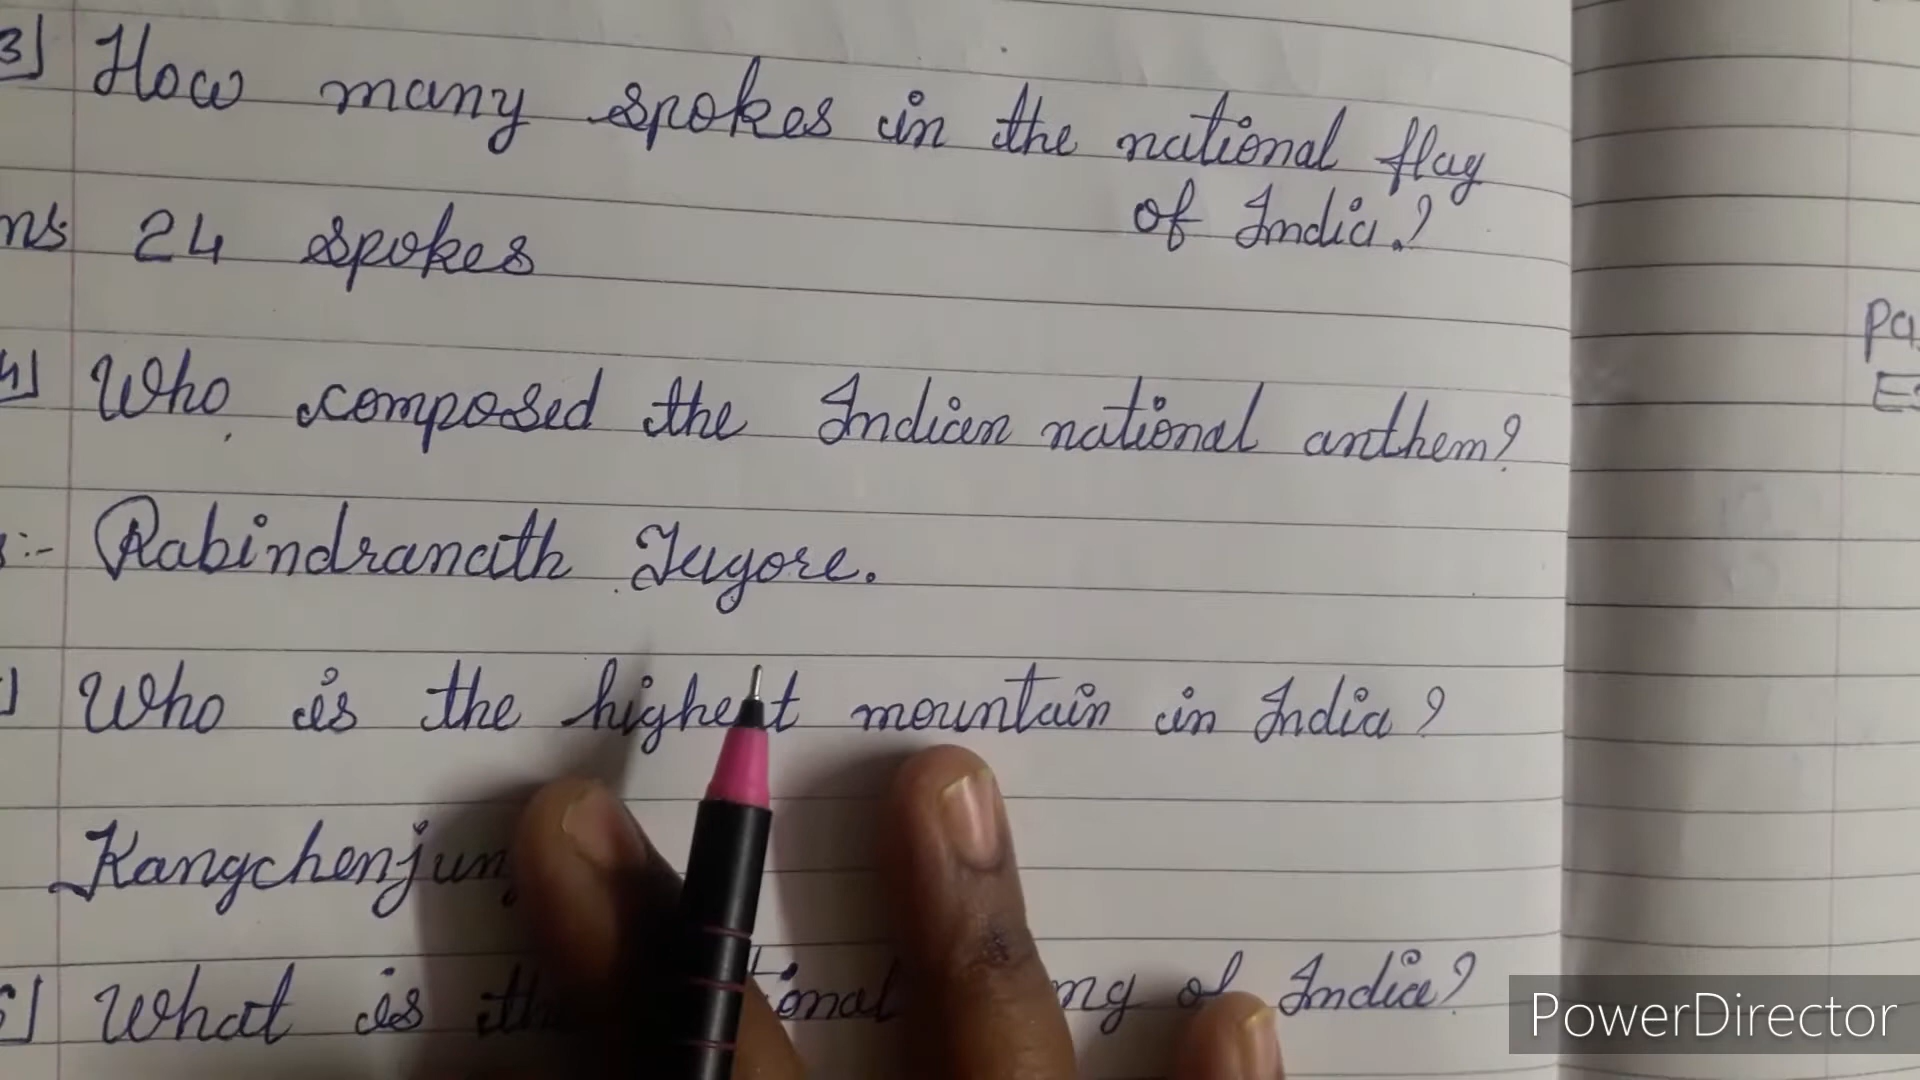 3] How many spokes in the national flag
of India?
ns. 24 spokes
4] Who composed the Indian national anthem?
s:- Rabindranath Tagore.
] Who is the highest mountain in India?
Kangchenjun
] What is of India?
Pa
Es
PowerDirector